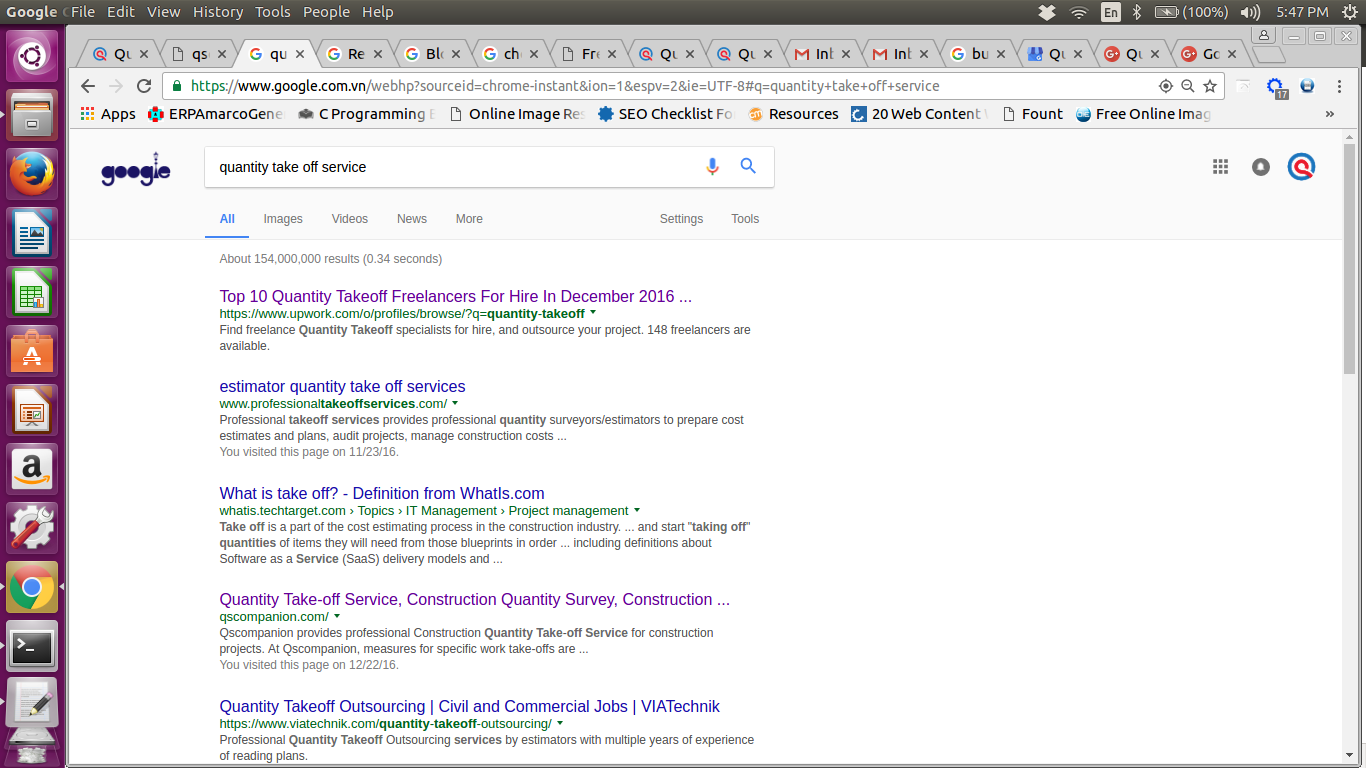 Google Chrome File Edit View History Tools People Help En (100%) 5:47 PM
Qu qs qu Re Blo ch Fre Qu Qu Inb Inb bu Qu Qu Go
https://www.google.com.vn/webhp?sourceid=chrome-instant&ion=1&espv=2&ie=UTF-8#q=quantity+take+off+service 17
Apps ERPAmarcoGene C Programming E Online Image Res SEO Checklist Fo Resources 20 Web Content Fount Free Online Imag »
google quantity take off service
All Images Videos News More Settings Tools
About 154,000,000 results (0.34 seconds)
Top 10 Quantity Takeoff Freelancers For Hire In December 2016 ...
https://www.upwork.com/o/profiles/browse/?q=quantity-takeoff
Find freelance Quantity Takeoff specialists for hire, and outsource your project. 148 freelancers are
available.
estimator quantity take off services
www.professionaltakeoffservices.com/
Professional takeoff services provides professional quantity surveyors/estimators to prepare cost
estimates and plans, audit projects, manage construction costs ...
You visited this page on 11/23/16.
What is take off? - Definition from WhatIs.com
whatis.techtarget.com › Topics › IT Management › Project management
Take off is a part of the cost estimating process in the construction industry. ... and start "taking off"
quantities of items they will need from those blueprints in order ... including definitions about
Software as a Service (SaaS) delivery models and ...
Quantity Take-off Service, Construction Quantity Survey, Construction ...
qscompanion.com/
Qscompanion provides professional Construction Quantity Take-off Service for construction
projects. At Qscompanion, measures for specific work take-offs are ...
You visited this page on 12/22/16.
Quantity Takeoff Outsourcing | Civil and Commercial Jobs | VIATechnik
https://www.viatechnik.com/quantity-takeoff-outsourcing/
Professional Quantity Takeoff Outsourcing services by estimators with multiple years of experience
of reading plans.